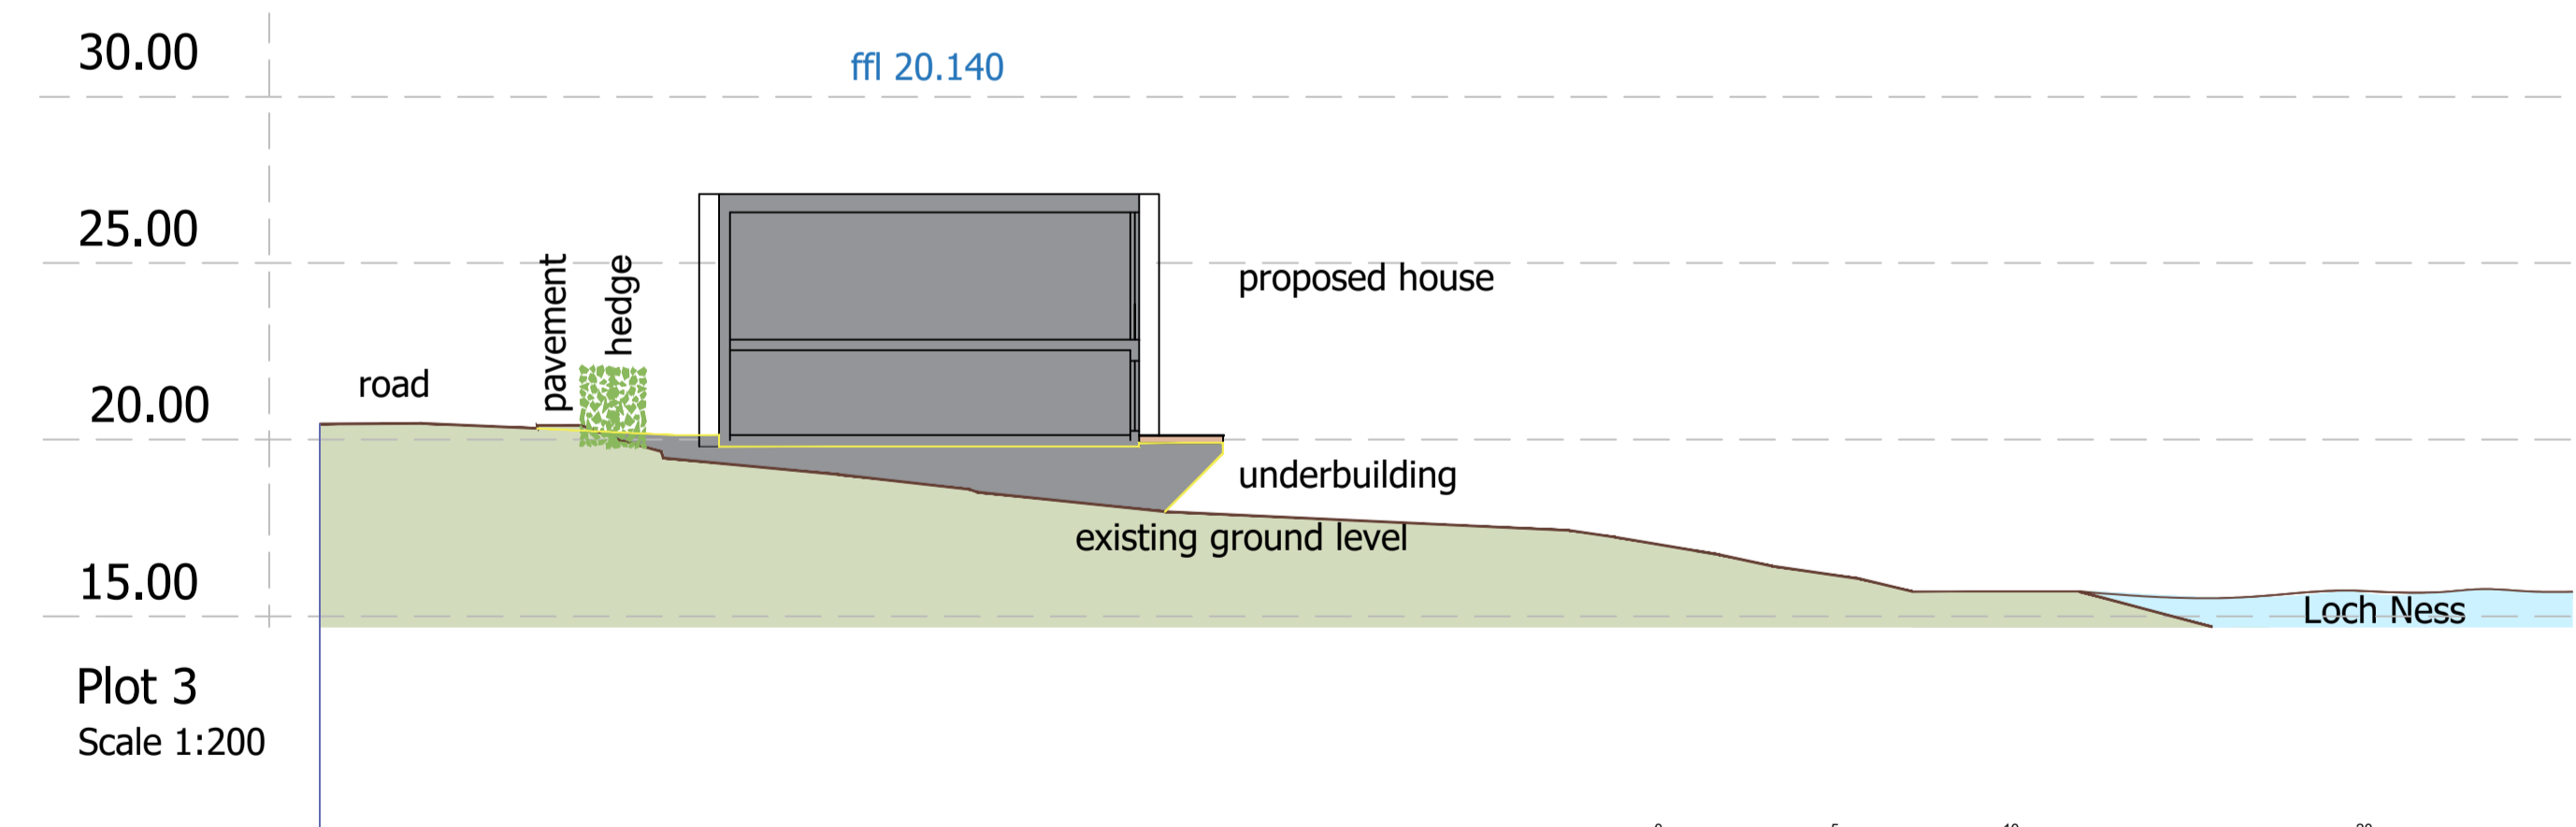 30.00
ffl 20.140
25.00
pavement
hedge
proposed house
road
20.00
underbuilding
existing ground level
15.00
Loch Ness
Plot 3
Scale 1:200